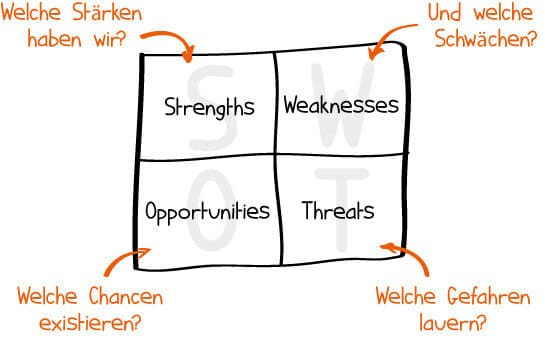 Welche Stärken
haben wir?
Und welche
Schwächen?
S
W
Strengths
Weaknesses
O
T
Opportunities
Threats
Welche Chancen
existieren?
Welche Gefahren
lauern?